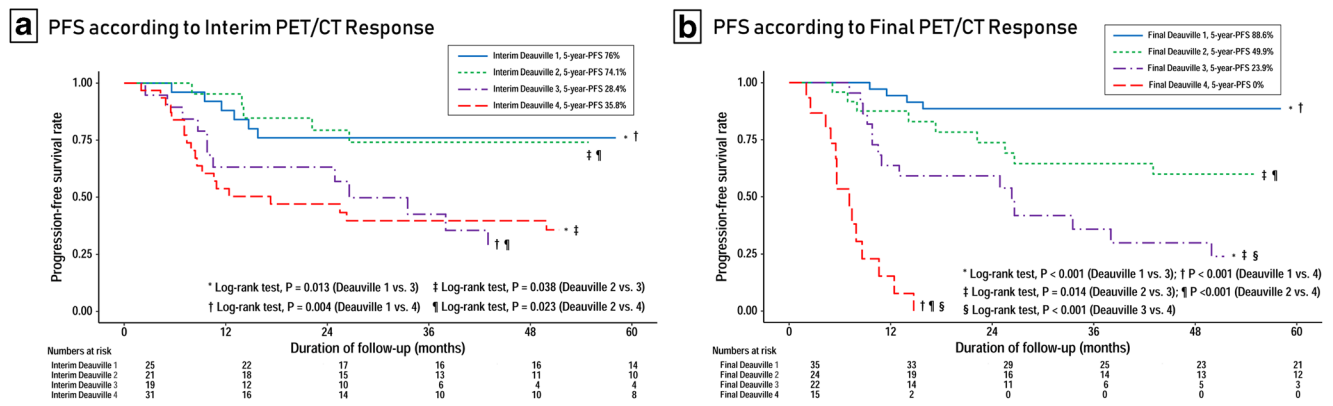 a PFS according to Interim PET/CT Response
Interim Deauville 1, 5-year-PFS 76%
Interim Deauville 2, 5-year-PFS 74.1%
Interim Deauville 3, 5-year-PFS 28.4%
Interim Deauville 4, 5-year-PFS 35.8%
Progression-free survival rate
1.00
0.75
0.50
0.25
0.00
* †
‡ ¶
* ‡
† ¶
* Log-rank test, P = 0.013 (Deauville 1 vs. 3) ‡ Log-rank test, P = 0.038 (Deauville 2 vs. 3)
† Log-rank test, P = 0.004 (Deauville 1 vs. 4) ¶ Log-rank test, P = 0.023 (Deauville 2 vs. 4)
0 12 24 36 48 60
Duration of follow-up (months)
Numbers at risk
Interim Deauville 1 25 22 17 16 16 14
Interim Deauville 2 21 18 15 13 11 10
Interim Deauville 3 19 12 10 6 4 4
Interim Deauville 4 31 16 14 10 10 8
b PFS according to Final PET/CT Response
Final Deauville 1, 5-year-PFS 88.6%
Final Deauville 2, 5-year-PFS 49.9%
Final Deauville 3, 5-year-PFS 23.9%
Final Deauville 4, 5-year-PFS 0%
Progression-free survival rate
1.00
0.75
0.50
0.25
0.00
* †
‡ ¶
* ‡ §
† ¶ §
* Log-rank test, P < 0.001 (Deauville 1 vs. 3); † P < 0.001 (Deauville 1 vs. 4)
‡ Log-rank test, P = 0.014 (Deauville 2 vs. 3); ¶ P <0.001 (Deauville 2 vs. 4)
§ Log-rank test, P < 0.001 (Deauville 3 vs. 4)
0 12 24 36 48 60
Duration of follow-up (months)
Numbers at risk
Final Deauville 1 35 33 29 25 23 21
Final Deauville 2 24 19 16 14 13 12
Final Deauville 3 22 14 11 6 5 3
Final Deauville 4 15 2 0 0 0 0